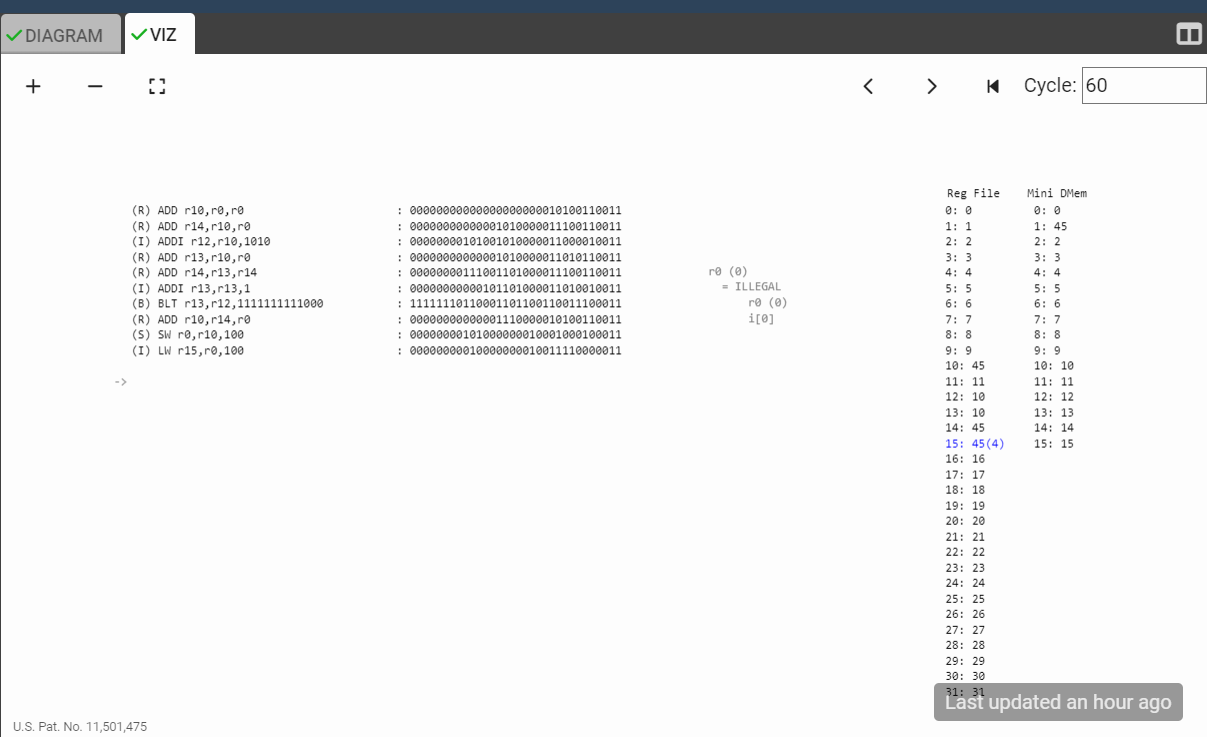 DIAGRAM
VIZ
Cycle: 60
(R) ADD r10,r0,r0 : 00000000000000000000010100110011
(R) ADD r14,r10,r0 : 00000000000001010000011100110011
(I) ADDI r12,r10,1010 : 00000000101001010000011000010011
(R) ADD r13,r10,r0 : 00000000000001010000011010110011
(R) ADD r14,r13,r14 : 00000000111001101000011100110011
(I) ADDI r13,r13,1 : 00000000000101101000011010010011
(B) BLT r13,r12,1111111111000 : 11111110110001101100110011100011
(R) ADD r10,r14,r0 : 00000000000001110000010100110011
(S) SW r0,r10,100 : 00000000101000000010001000100011
(I) LW r15,r0,100 : 00000000010000000010011110000011
->
r0 (0)
= ILLEGAL
r0 (0)
i[0]
Reg File Mini DMem
0: 0 0: 0
1: 1 1: 45
2: 2 2: 2
3: 3 3: 3
4: 4 4: 4
5: 5 5: 5
6: 6 6: 6
7: 7 7: 7
8: 8 8: 8
9: 9 9: 9
10: 45 10: 10
11: 11 11: 11
12: 10 12: 12
13: 10 13: 13
14: 45 14: 14
15: 45(4) 15: 15
16: 16
17: 17
18: 18
19: 19
20: 20
21: 21
22: 22
23: 23
24: 24
25: 25
26: 26
27: 27
28: 28
29: 29
30: 30
31: 31
Last updated an hour ago
U.S. Pat. No. 11,501,475